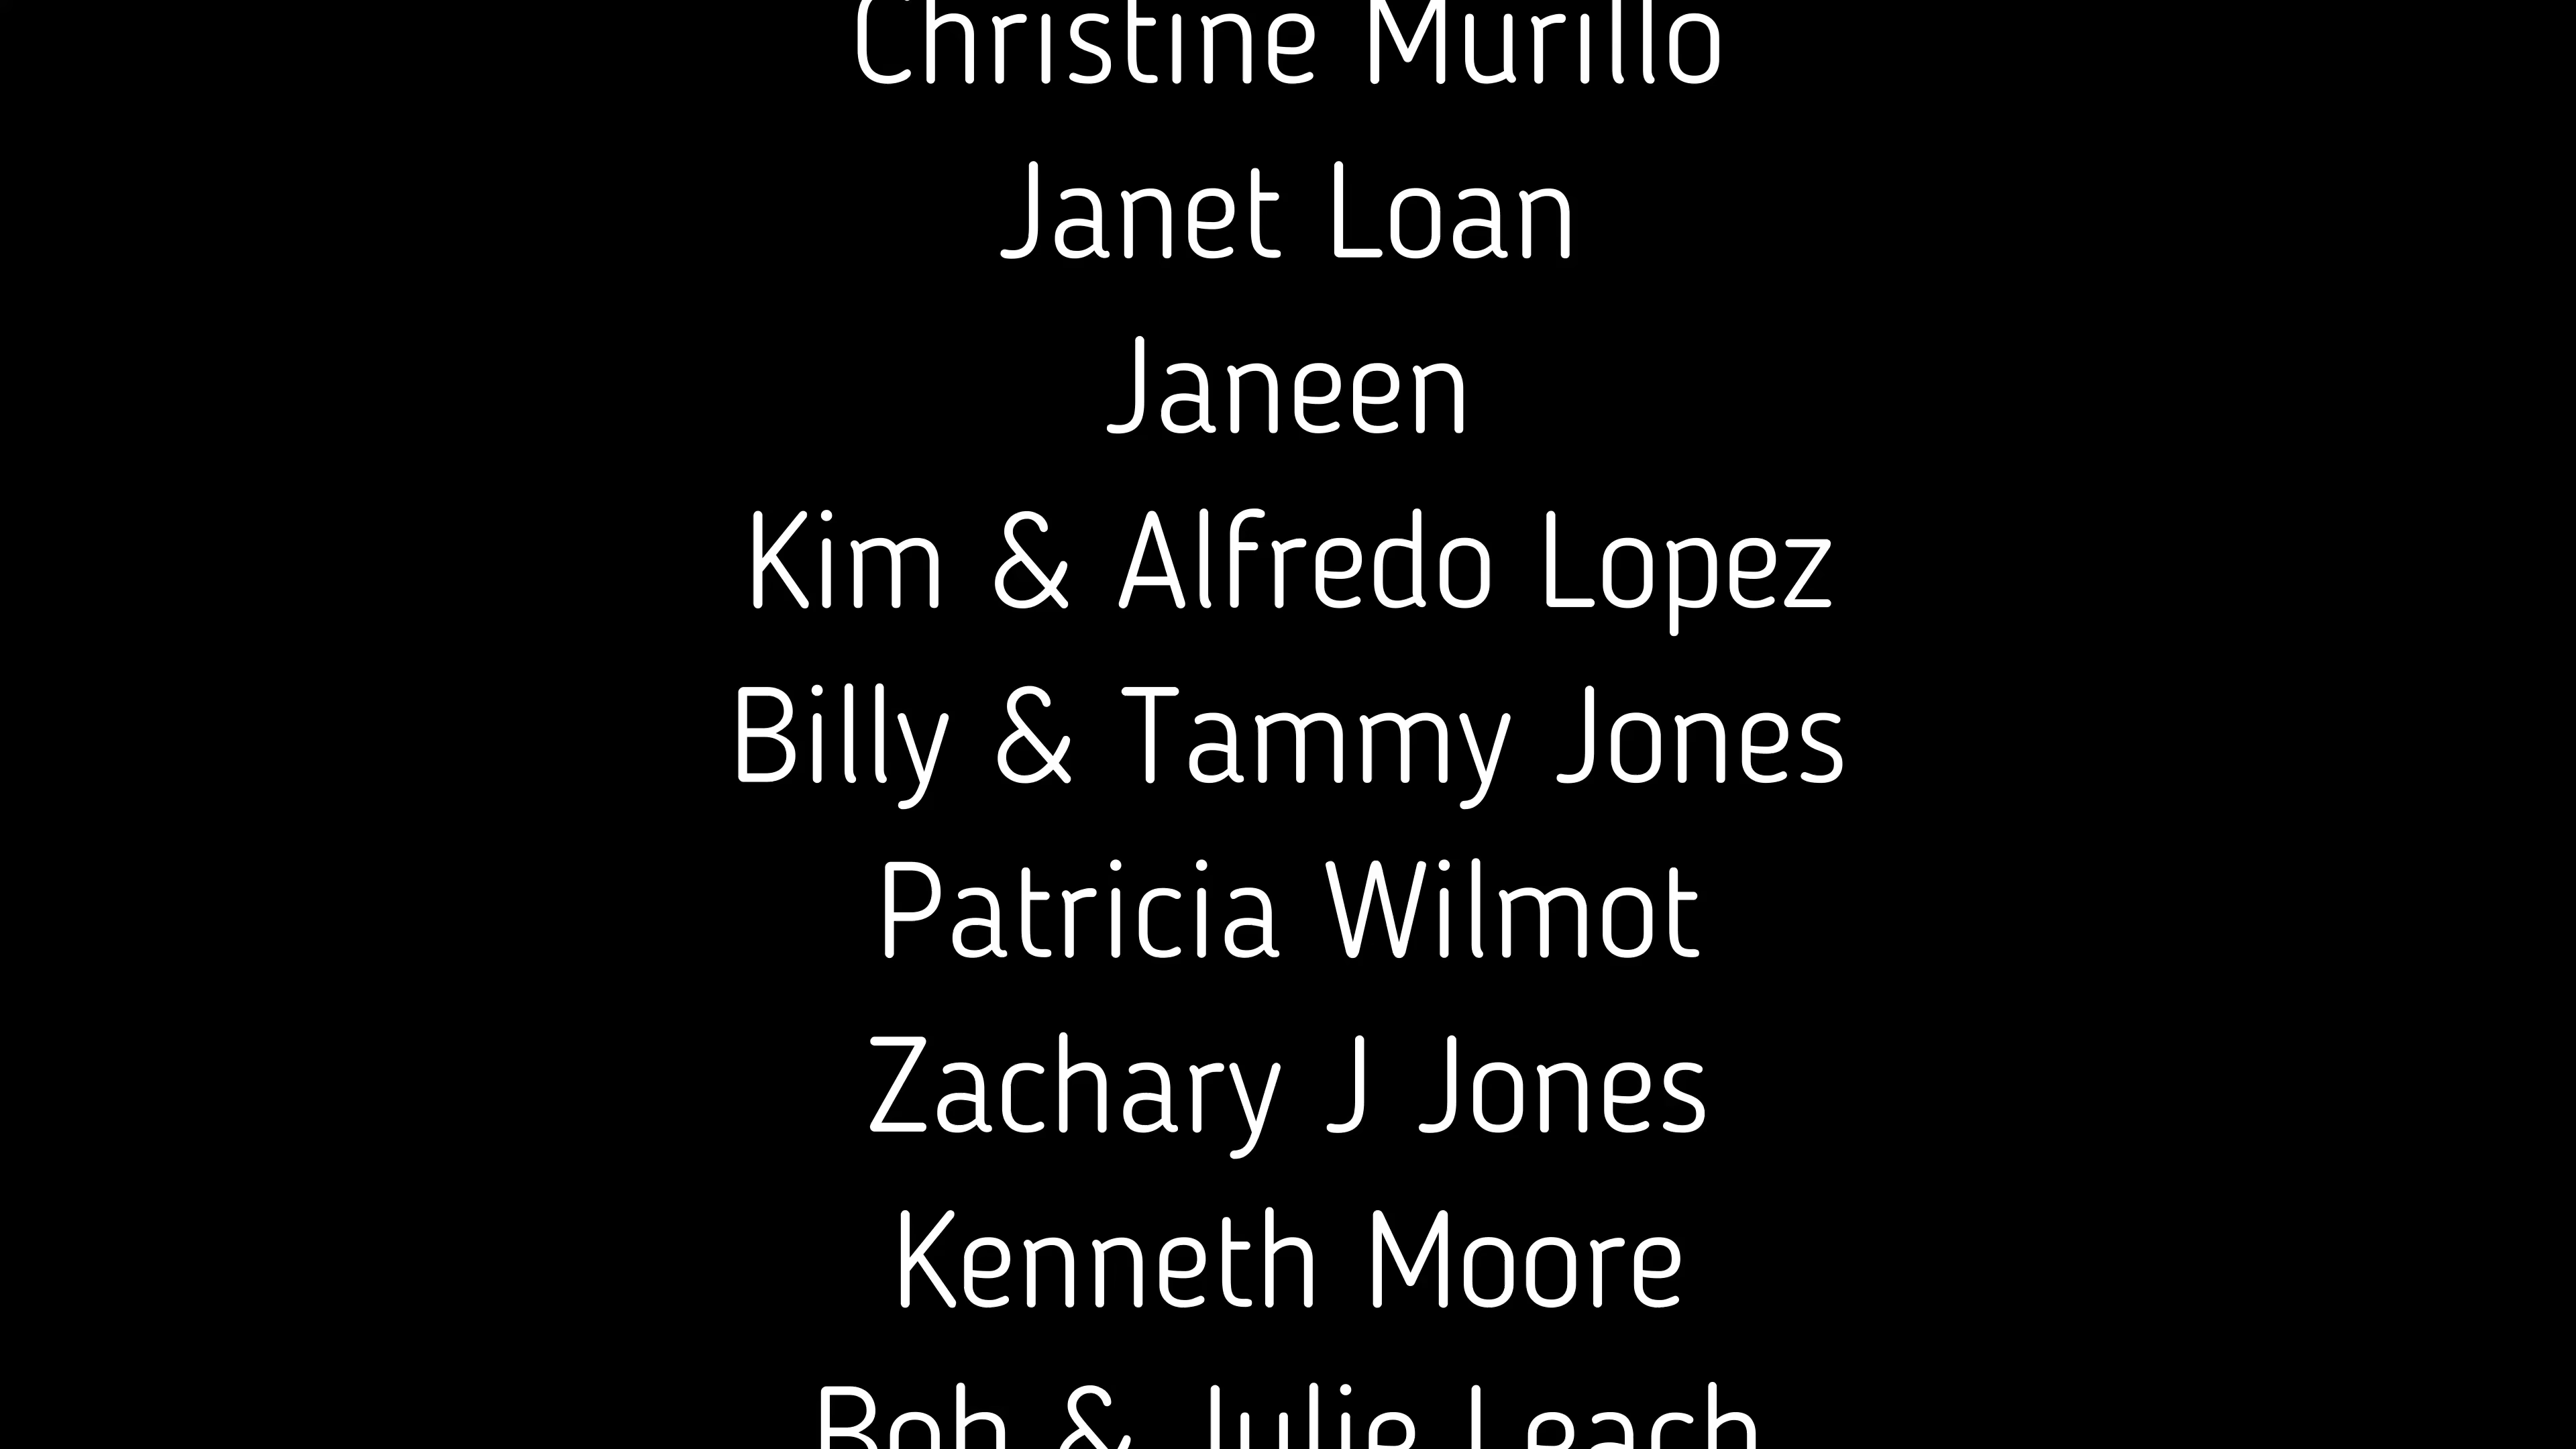 Christine Murillo
Janet Loan
Janeen
Kim & Alfredo Lopez
Billy & Tammy Jones
Patricia Wilmot
Zachary J Jones
Kenneth Moore
Bob & Julie Leach